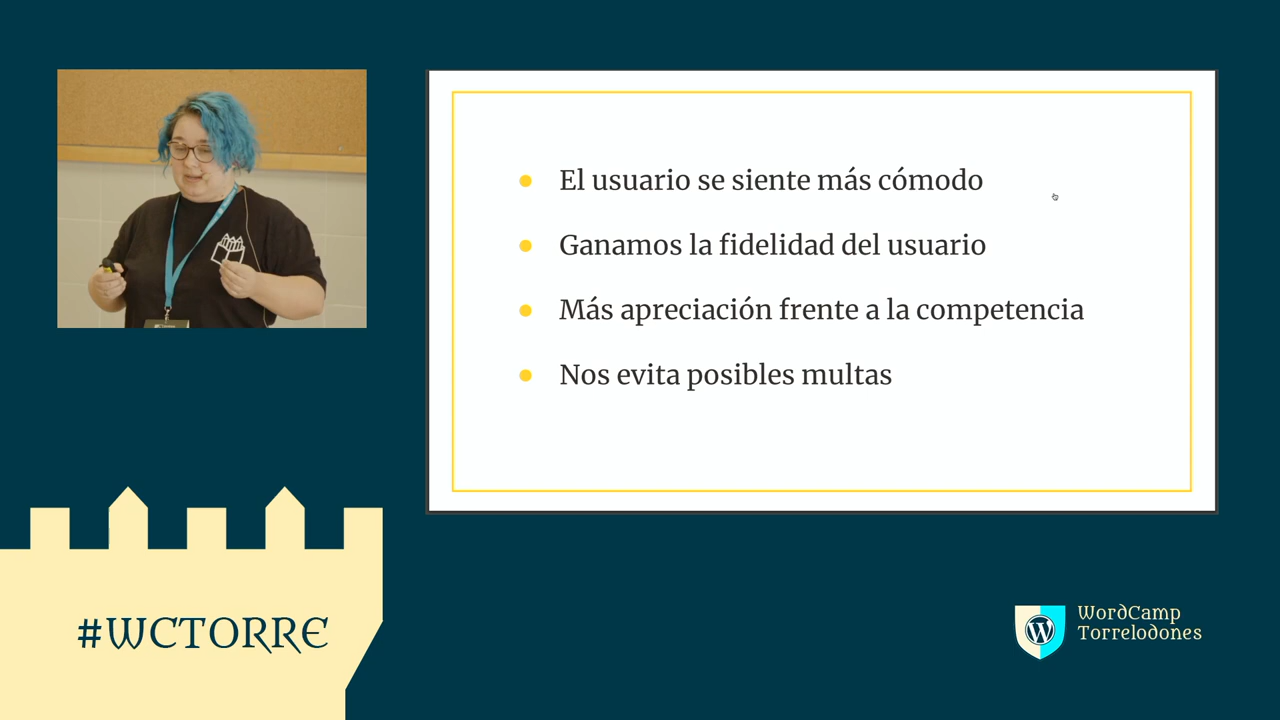 El usuario se siente más cómodo
Ganamos la fidelidad del usuario
Más apreciación frente a la competencia
Nos evita posibles multas
#WCTORRE
WordCamp
Torrelodones